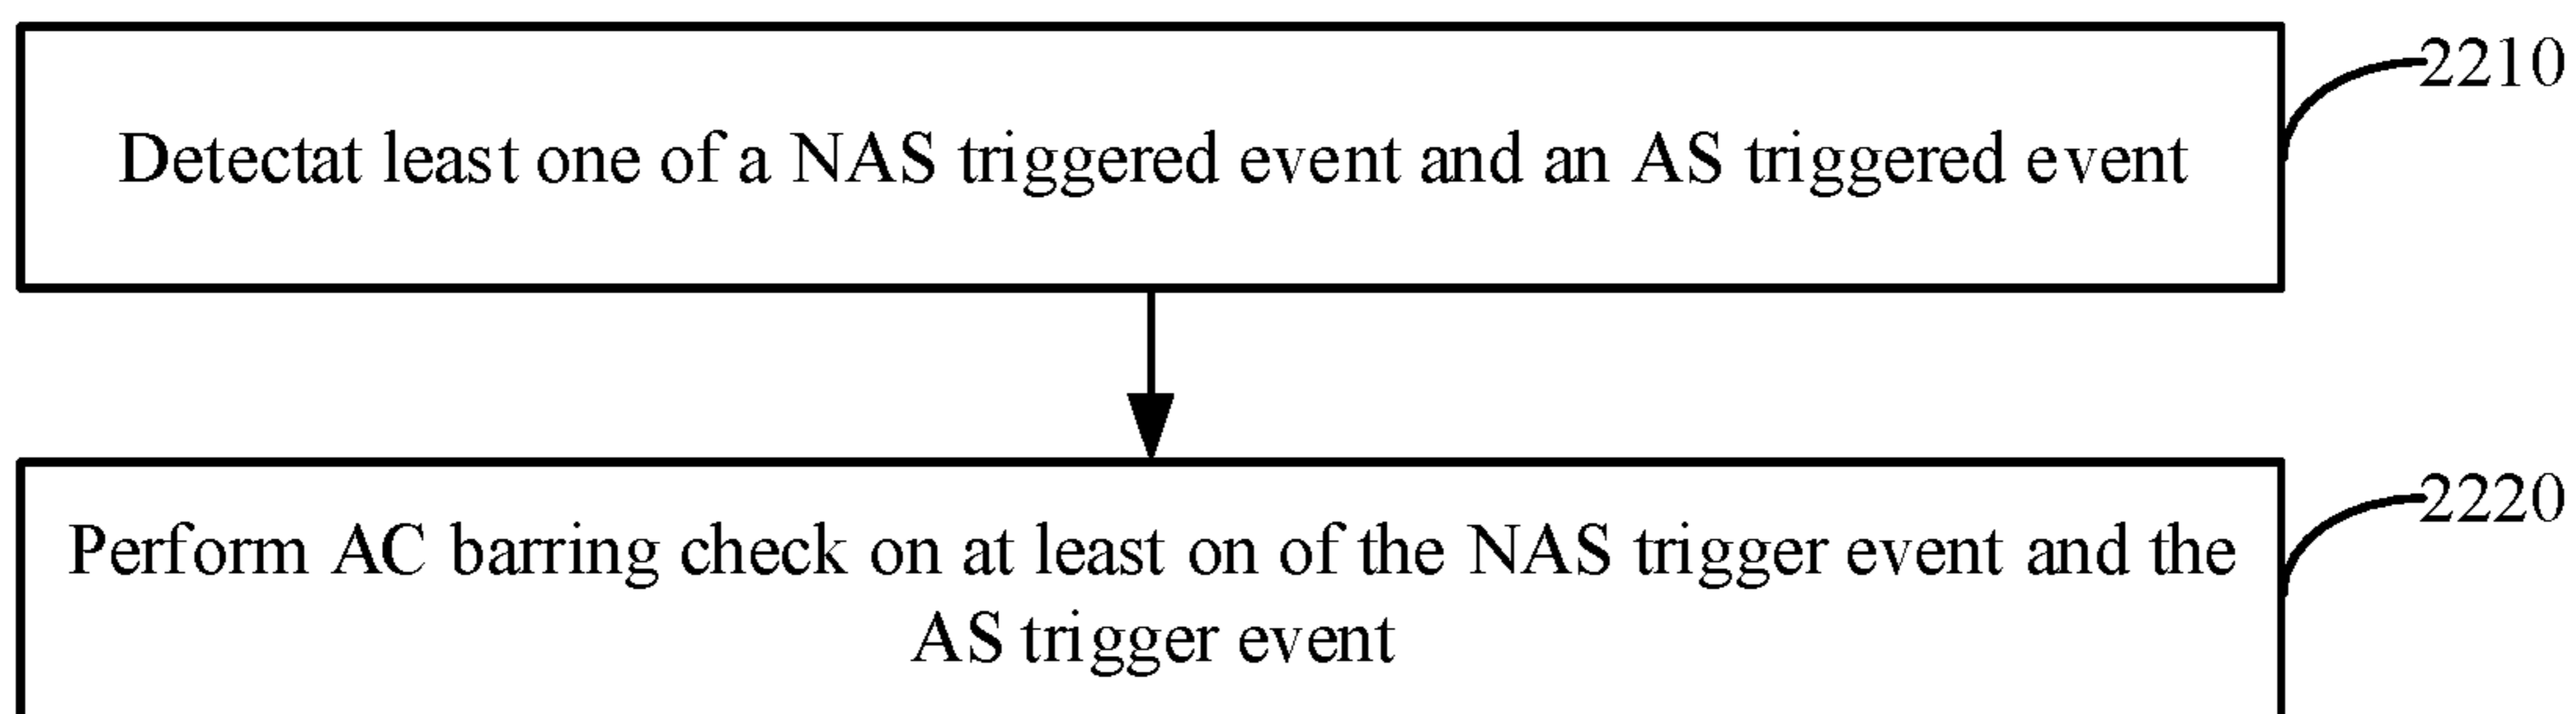 2210
Detectat least one of a NAS triggered event and an AS triggered event
2220
Perform AC barring check on at least on of the NAS trigger event and the
AS trigger event